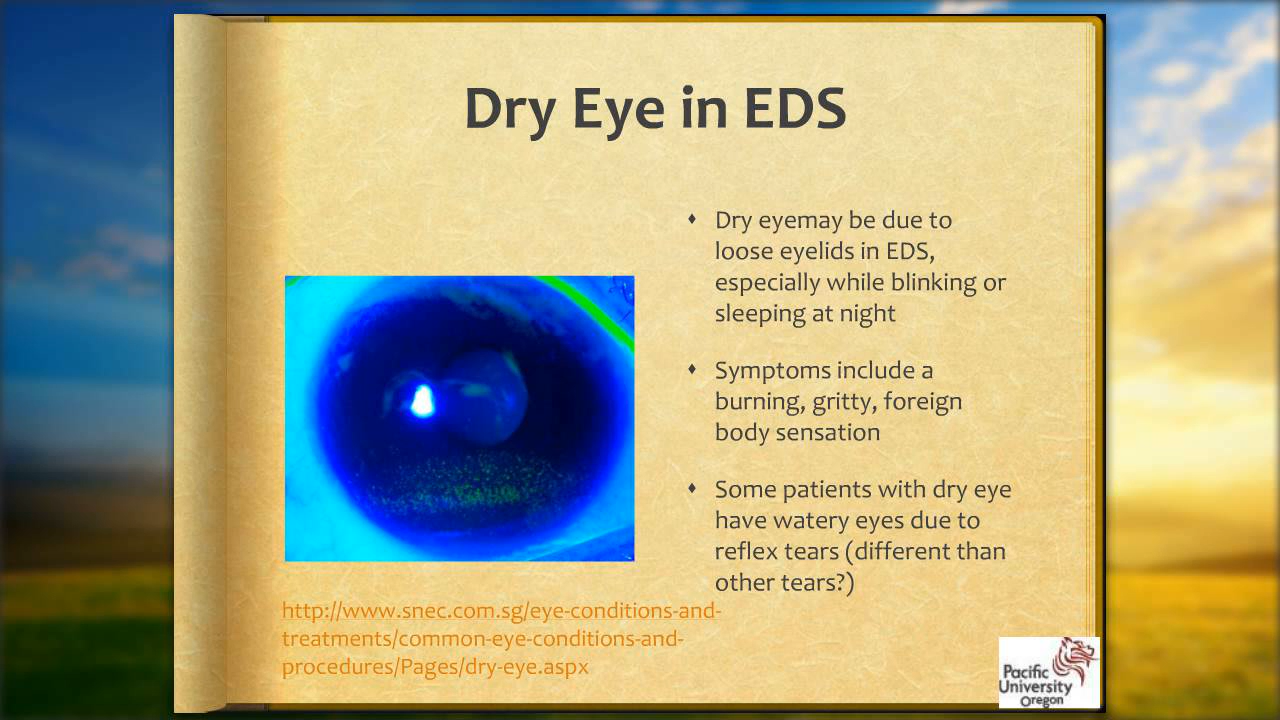 Dry Eye in EDS
Dry eyemay be due to
loose eyelids in EDS,
especially while blinking or
sleeping at night
Symptoms include a
burning, gritty, foreign
body sensation
Some patients with dry eye
have watery eyes due to
reflex tears (different than
other tears?)
http://www.snec.com.sg/eye-conditions-and-
treatments/common-eye-conditions-and-
procedures/Pages/dry-eye.aspx
Pacific
University
Oregon